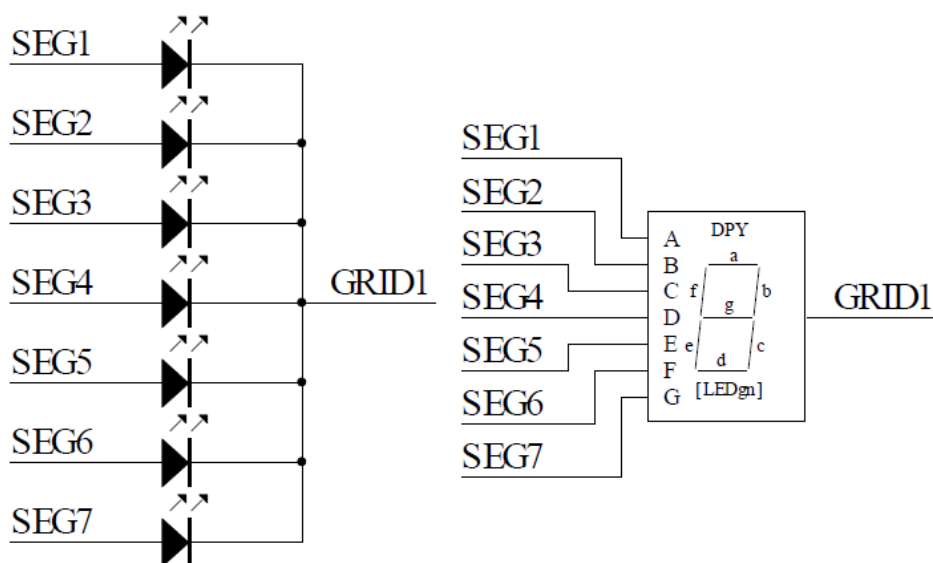 SEG1
SEG2
SEG3
SEG4
SEG5
SEG6
SEG7
GRID1
SEG1
SEG2
SEG3
SEG4
SEG5
SEG6
SEG7
A
B
C
D
E
F
G
DPY
a
f b
g
e c
d
[LEDgn]
GRID1